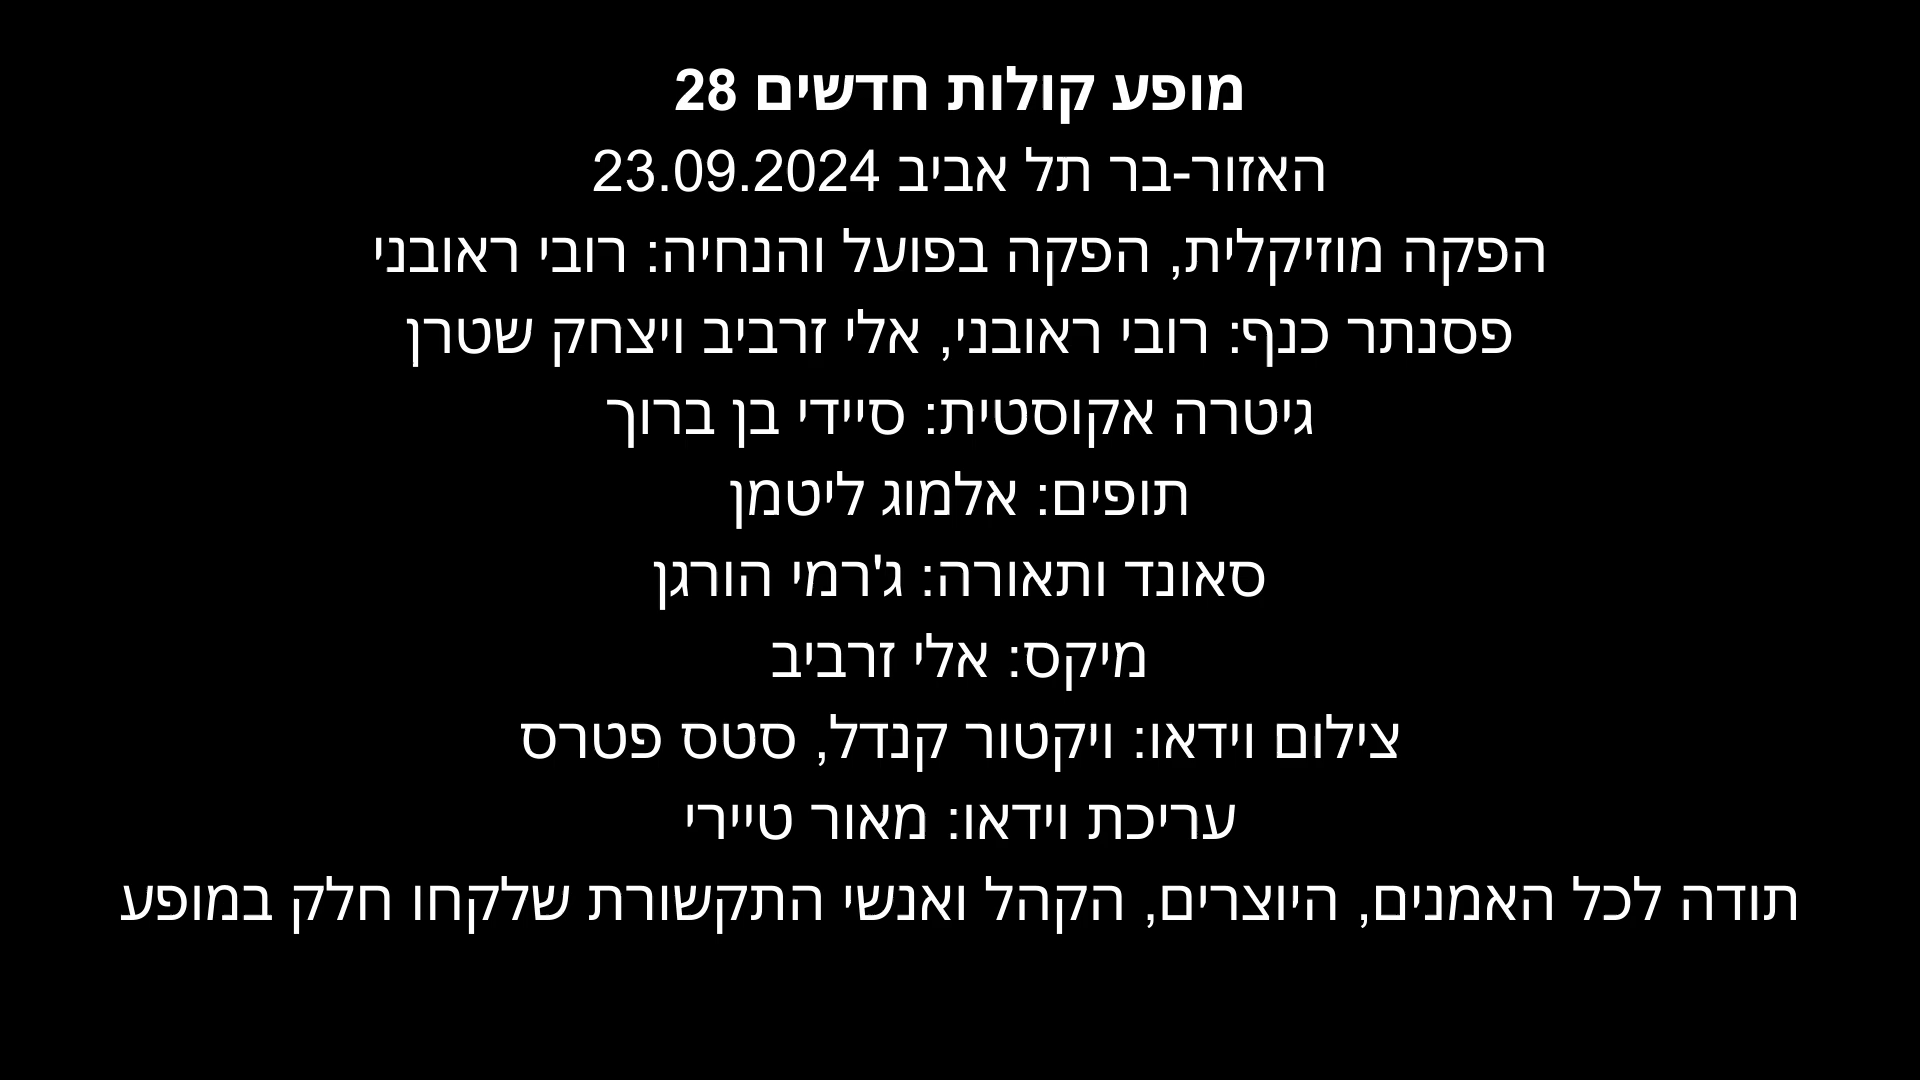 מופע קולות חדשים 28
האזור-בר תל אביב 23.09.2024
הפקה מוזיקלית, הפקה בפועל והנחיה: רובי ראובני
פסנתר כנף: רובי ראובני, אלי זרביב ויצחק שטרן
גיטרה אקוסטית: סיידי בן ברוך
תופים: אלמוג ליטמן
סאונד ותאורה: ג'רמי הורגן
מיקס: אלי זרביב
צילום וידאו: ויקטור קנדל, סטס פטרס
עריכת וידאו: מאור טיירי
תודה לכל האמנים, היוצרים, הקהל ואנשי התקשורת שלקחו חלק במופע